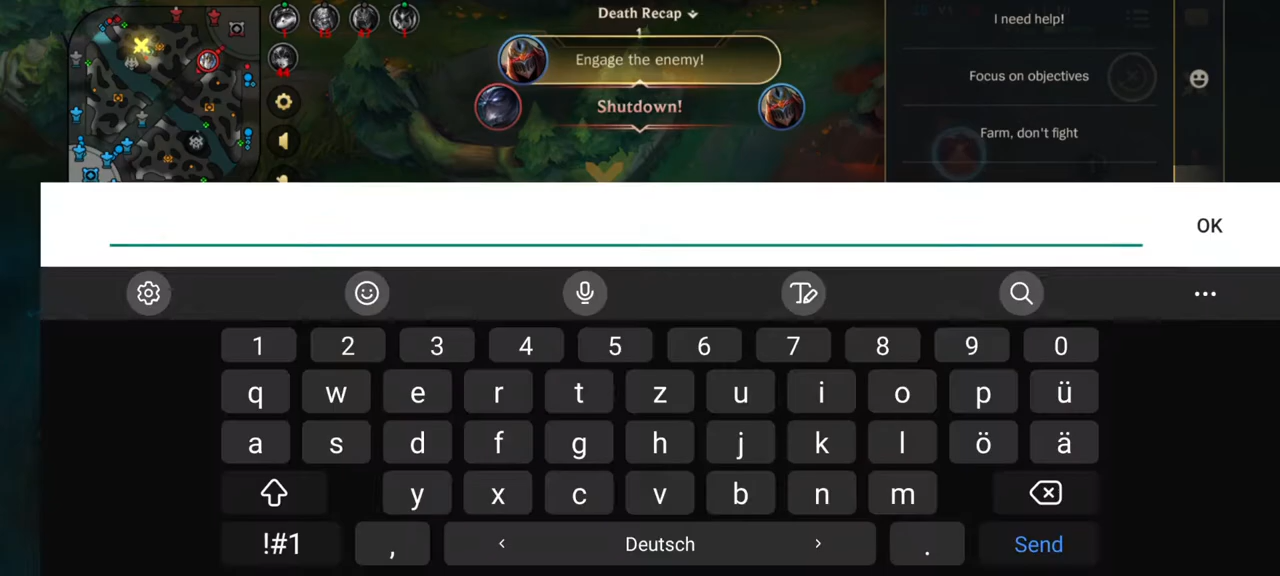 Death Recap
1
I need help!
Engage the enemy!
Focus on objectives
Shutdown!
Farm, don't fight
OK
1 2 3 4 5 6 7 8 9 0
q w e r t z u i o p ü
a s d f g h j k l ö ä
y x c v b n m
!#1 , < Deutsch > . Send